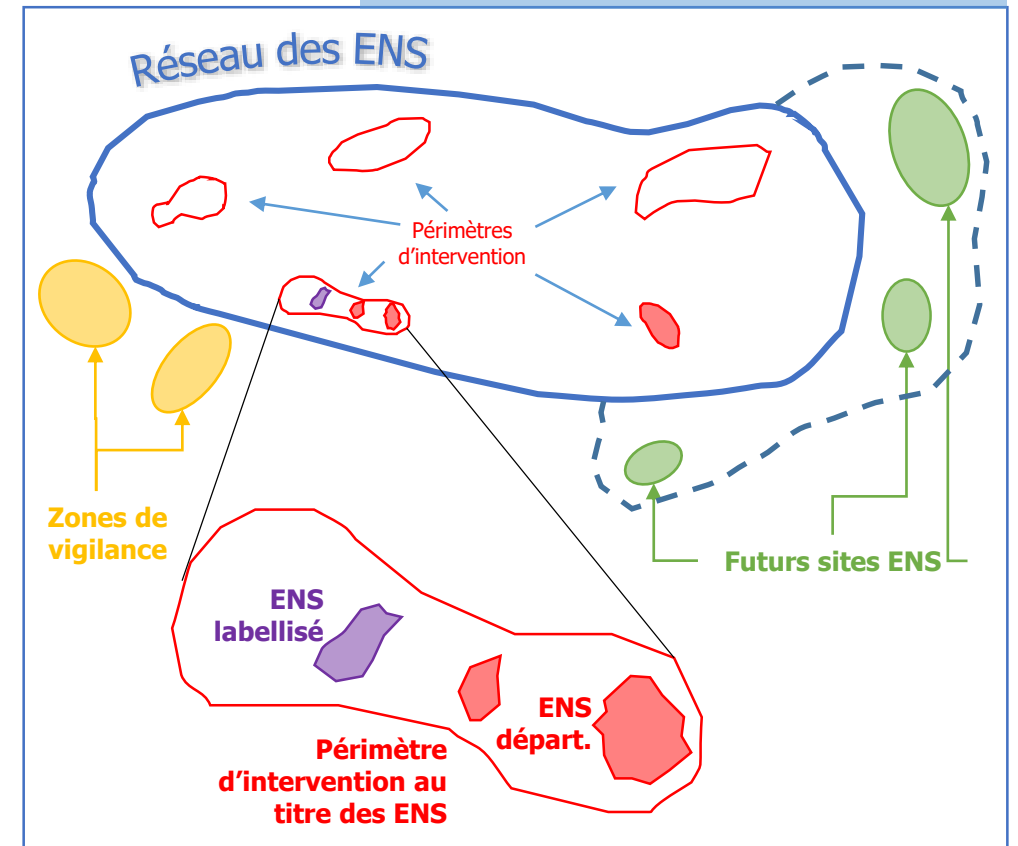 Réseau des ENS
Périmètres
d'intervention
Zones de
vigilance
Futurs sites ENS
ENS
labellisé
ENS
départ.
Périmètre
d'intervention au
titre des ENS